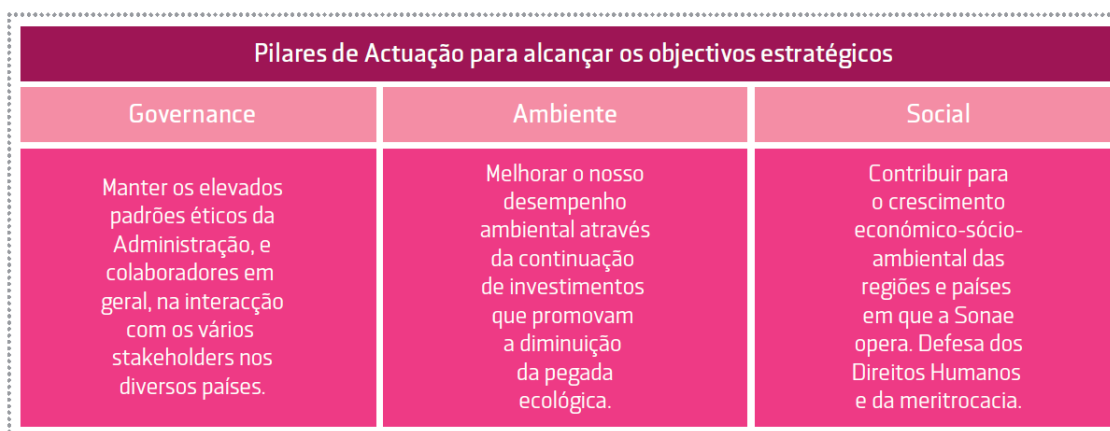 Pilares de Actuação para alcançar os objectivos estratégicos
Governance
Manter os elevados
padrões éticos da
Administração, e
colaboradores em
geral, na interacção
com os vários
stakeholders nos
diversos países.
Ambiente
Melhorar o nosso
desempenho
ambiental através
da continuação
de investimentos
que promovam
a diminuição
da pegada
ecológica.
Social
Contribuir para
o crescimento
económico-sócio-
ambiental das
regiões e países
em que a Sonae
opera. Defesa dos
Direitos Humanos
e da meritrocacia.